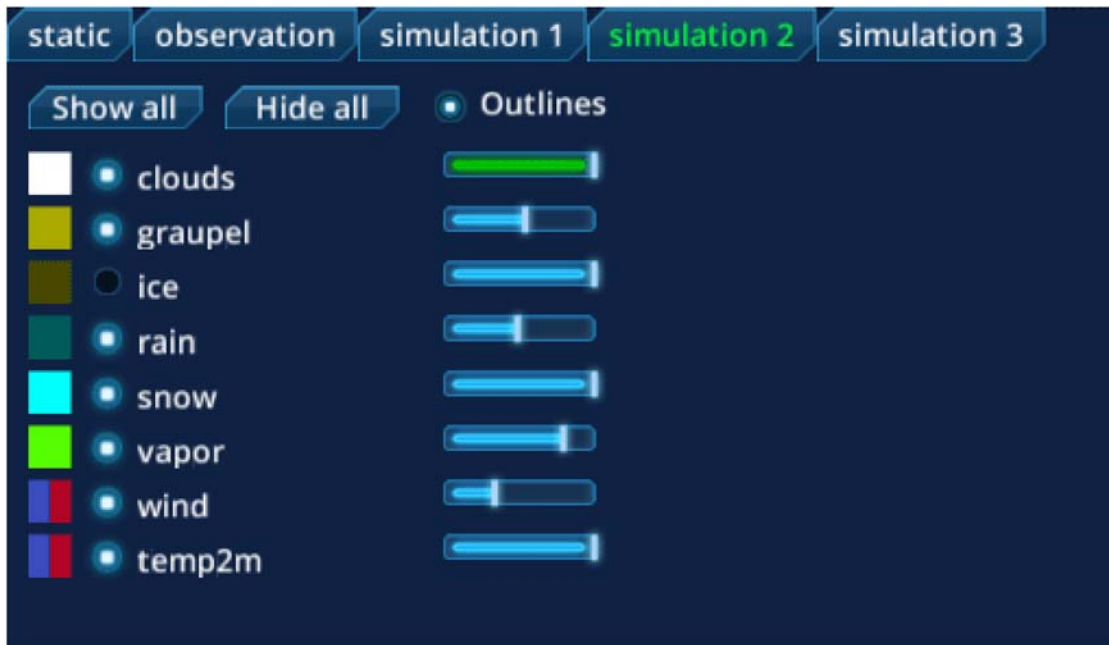 static observation simulation 1 simulation 2 simulation 3
Show all Hide all Outlines
clouds
graupel
ice
rain
snow
vapor
wind
temp2m